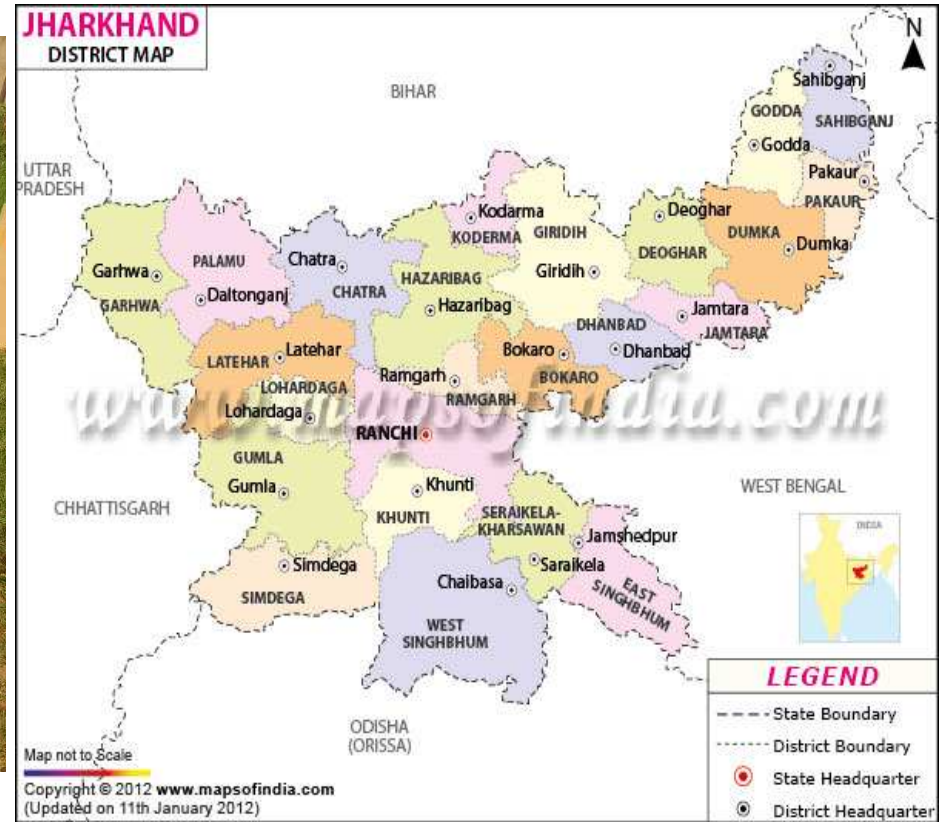 JHARKHAND
DISTRICT MAP
N
BIHAR
UTTAR
PRADESH
Sahibganj
GODDA
SAHIBGANJ
Godda
Pakaur
PAKAUR
Kodarma
KODERMA
GIRIDIH
Deoghar
DEOGHAR
DUMKA
Dumka
Garhwa
GARHWA
PALAMU
Daltonganj
Chatra
CHATRA
HAZARIBAG
Hazaribag
Giridih
Jamtara
JAMTARA
DHANBAD
Dhanbad
LATEHAR
Latehar
Bokaro
BOKARO
LOHARDAGA
Lohardaga
Ramgarh
RAMGARH
www.mapsofindia.com
RANCHI
GUMLA
Gumla
Khunti
KHUNTI
SERAIKELA-
KHARSAWAN
CHHATTISGARH
WEST BENGAL
Jamshedpur
Saraikela
Simdega
SIMDEGA
Chaibasa
EAST
SINGHBHUM
WEST
SINGHBHUM
INDIA
ODISHA
(ORISSA)
LEGEND
State Boundary
District Boundary
State Headquarter
District Headquarter
Map not to Scale
Copyright © 2012 www.mapsofindia.com
(Updated on 11th January 2012)